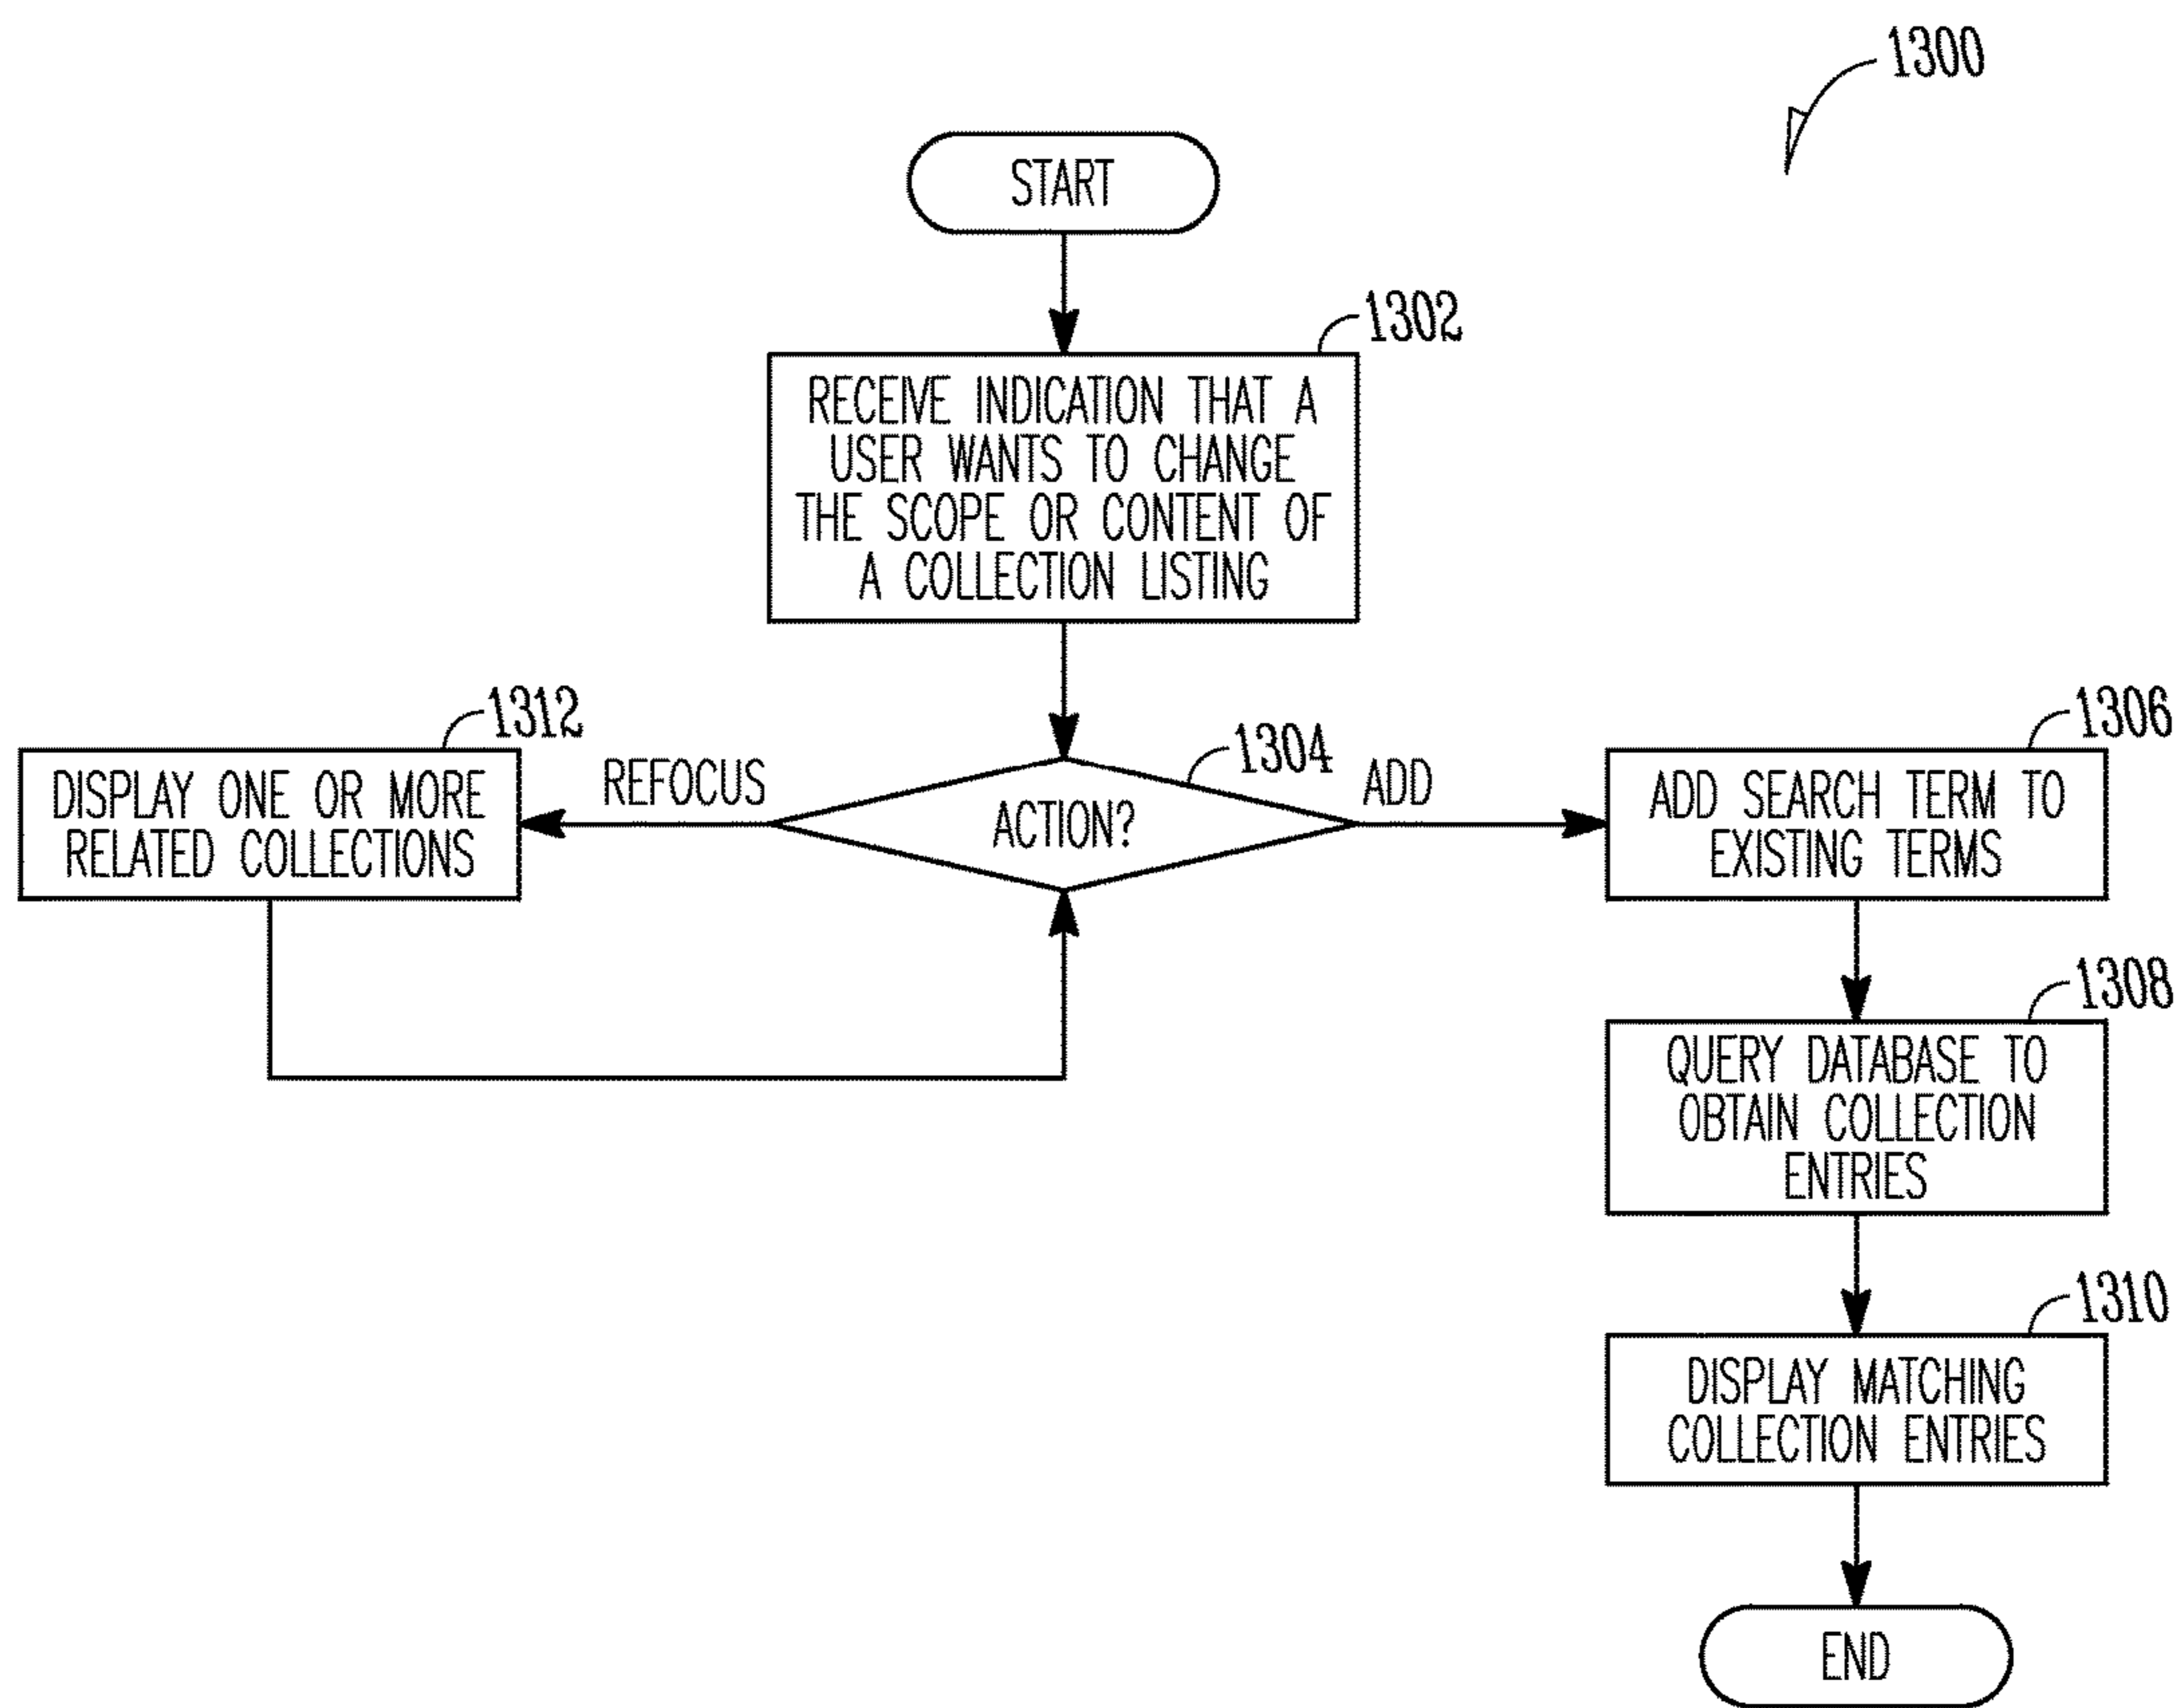 1300
START
1302
RECEIVE INDICATION THAT A
USER WANTS TO CHANGE
THE SCOPE OR CONTENT OF
A COLLECTION LISTING
1312
DISPLAY ONE OR MORE
RELATED COLLECTIONS
REFOCUS
1304
ACTION?
ADD
1306
ADD SEARCH TERM TO
EXISTING TERMS
1308
QUERY DATABASE TO
OBTAIN COLLECTION
ENTRIES
1310
DISPLAY MATCHING
COLLECTION ENTRIES
END